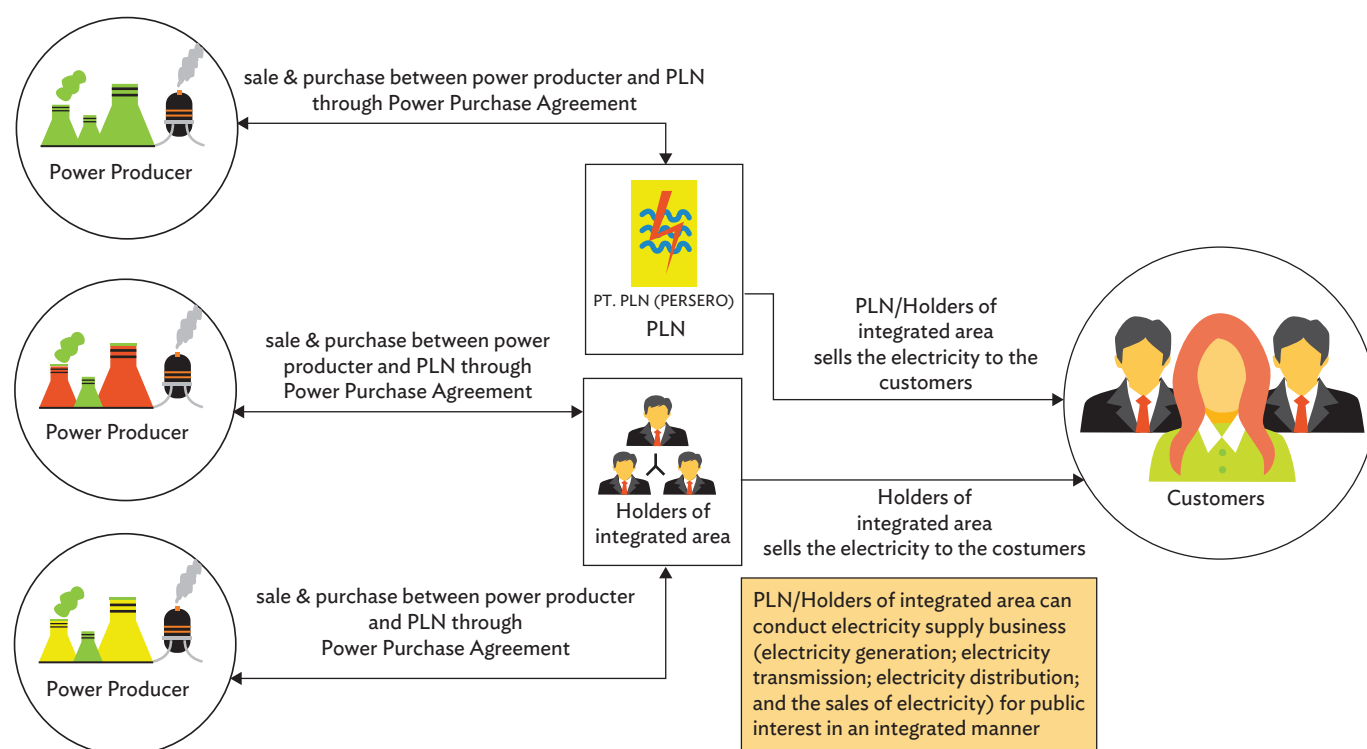 sale & purchase between power producter and PLN
through Power Purchase Agreement
Power Producer
PT. PLN (PERSERO)
PLN
PLN/Holders of
integrated area
sells the electricity to the
customers
sale & purchase between power
producter and PLN through
Power Purchase Agreement
Power Producer
Holders of
integrated area
Customers
Holders of
integrated area
sells the electricity to the costumers
sale & purchase between power producter
and PLN through
Power Purchase Agreement
Power Producer
PLN/Holders of integrated area can
conduct electricity supply business
(electricity generation; electricity
transmission; electricity distribution;
and the sales of electricity) for public
interest in an integrated manner